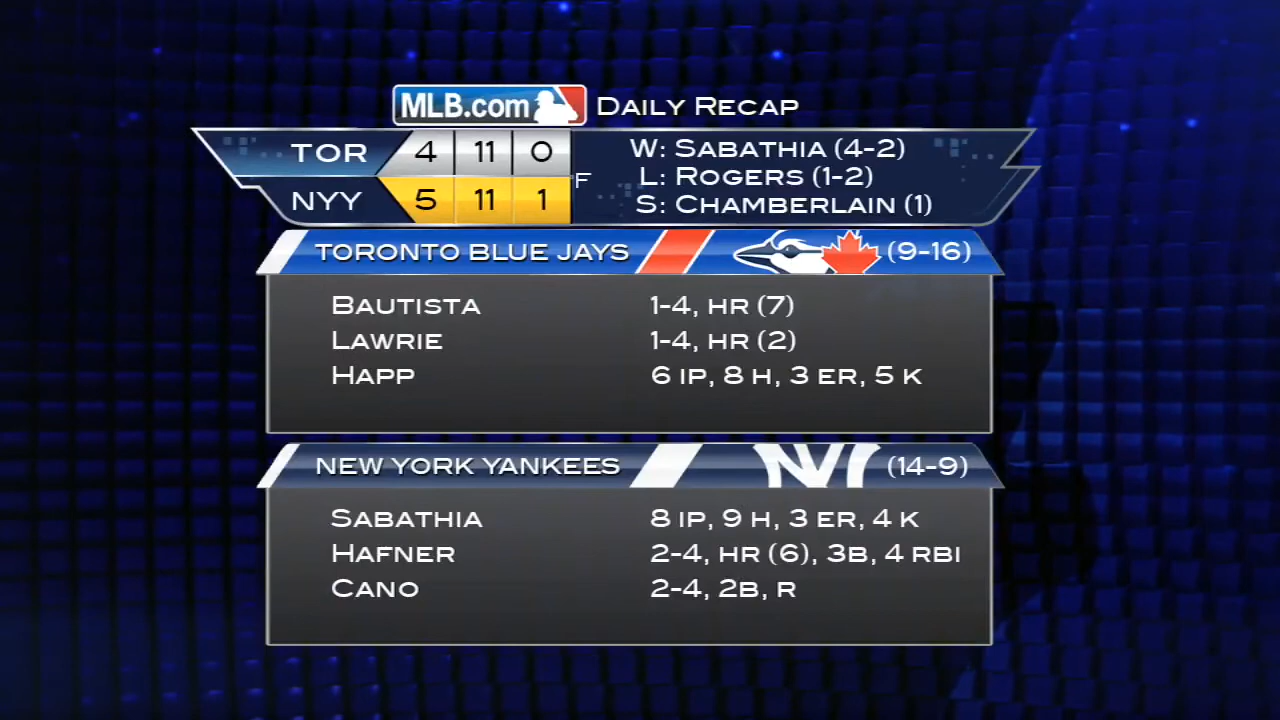 MLB.com DAILY RECAP
TOR 4 11 0
NYY 5 11 1
F
W: SABATHIA (4-2)
L: ROGERS (1-2)
S: CHAMBERLAIN (1)
TORONTO BLUE JAYS (9-16)
BAUTISTA 1-4, HR (7)
LAWRIE 1-4, HR (2)
HAPP 6 IP, 8 H, 3 ER, 5 K
NEW YORK YANKEES NY (14-9)
SABATHIA 8 IP, 9 H, 3 ER, 4 K
HAFNER 2-4, HR (6), 3B, 4 RBI
CANO 2-4, 2B, R